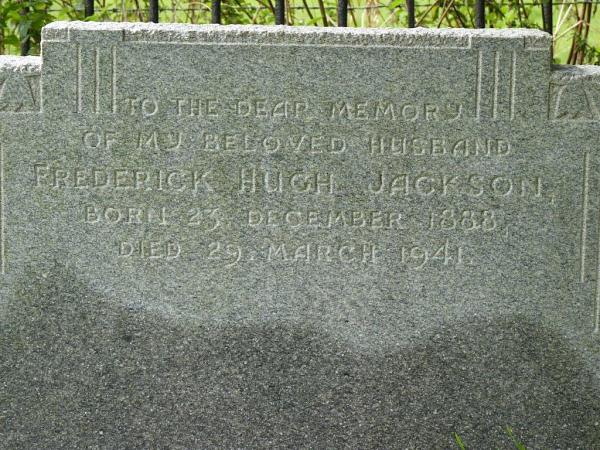 TO THE DEAR MEMORY
OF MY BELOVED HUSBAND
FREDERICK HUGH JACKSON,
BORN 23. DECEMBER 1888,
DIED 29. MARCH 1941.